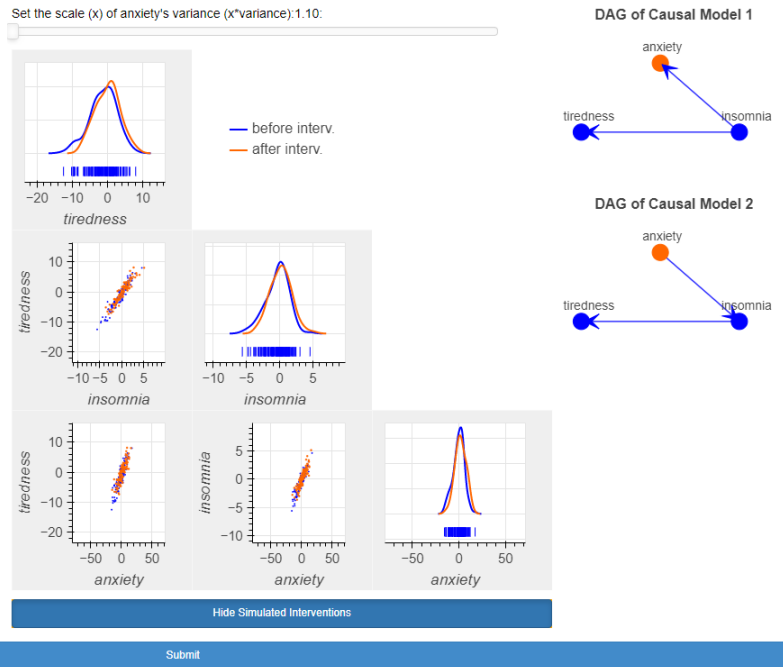 Set the scale (x) of anxiety's variance (x*variance):1.10:
DAG of Causal Model 1
anxiety
tiredness
insomnia
before interv.
after interv.
−20 −10 0 10
tiredness
DAG of Causal Model 2
anxiety
tiredness
insomnia
tiredness
10
0
−10
−20
−10 −5 0 5
insomnia
−10 −5 0 5
insomnia
tiredness
10
0
−10
−20
−50 0 50
anxiety
insomnia
5
0
−5
−10
−50 0 50
anxiety
−50 0 50
anxiety
Hide Simulated Interventions
Submit